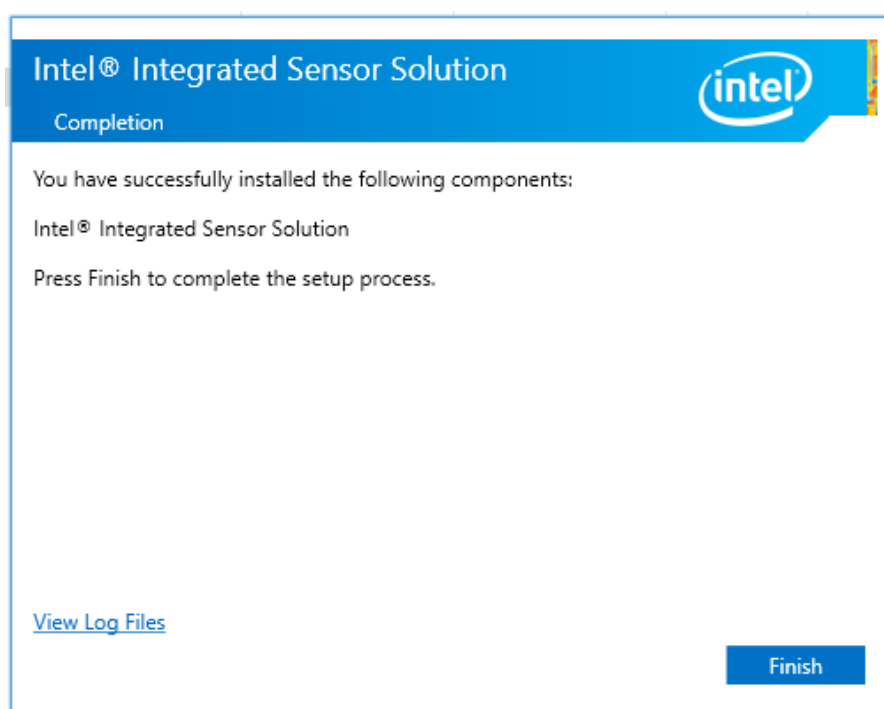 Intel® Integrated Sensor Solution
intel
Completion
You have successfully installed the following components:
Intel® Integrated Sensor Solution
Press Finish to complete the setup process.
View Log Files
Finish